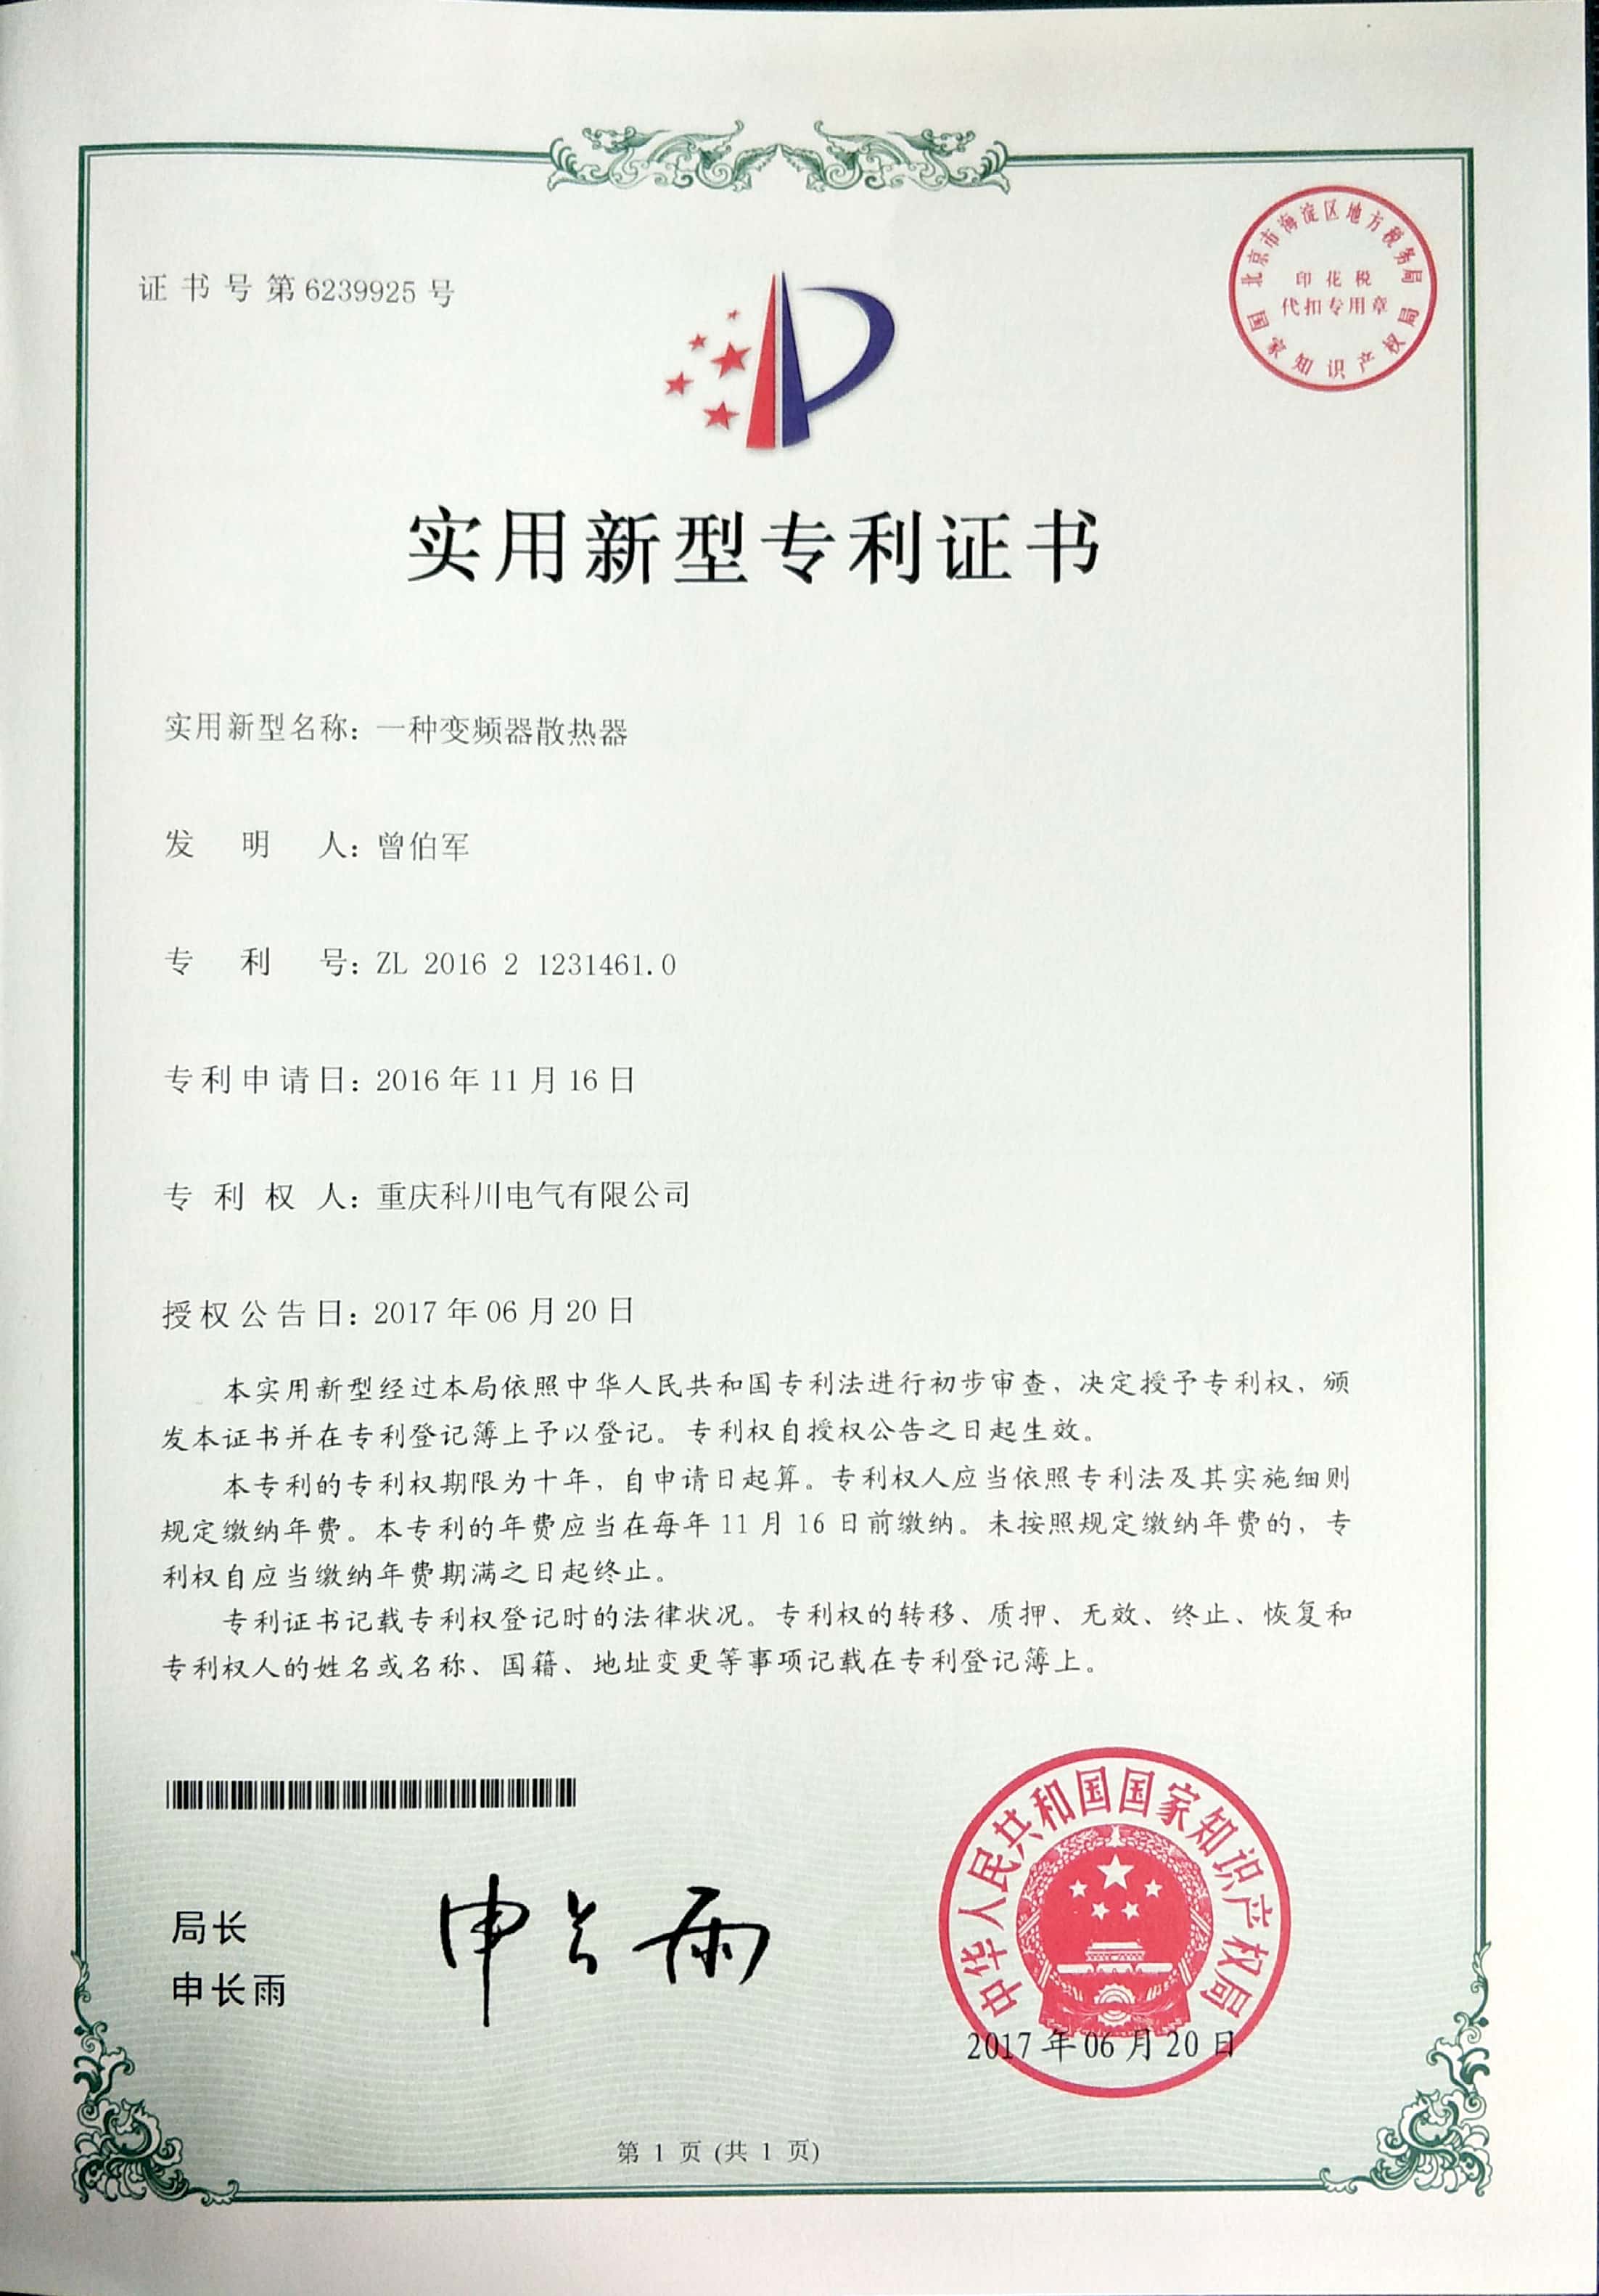 证书号第6239925号
北京市海淀区地方税务局
印花税
代扣专用章
国家知识产权局
实用新型专利证书
实用新型名称：一种变频器散热器
发明人：曾伯军
专利号：ZL 2016 2 1231461.0
专利申请日：2016年11月16日
专利权人：重庆科川电气有限公司
授权公告日：2017年06月20日
本实用新型经过本局依照中华人民共和国专利法进行初步审查，决定授予专利权，颁
发本证书并在专利登记簿上予以登记。专利权自授权公告之日起生效。
本专利的专利权期限为十年，自申请日起算。专利权人应当依照专利法及其实施细则
规定缴纳年费。本专利的年费应当在每年11月16日前缴纳。未按照规定缴纳年费的，专
利权自应当缴纳年费期满之日起终止。
专利证书记载专利权登记时的法律状况。专利权的转移、质押、无效、终止、恢复和
专利权人的姓名或名称、国籍、地址变更等事项记载在专利登记簿上。
局长
申长雨
申长雨
中华人民共和国国家知识产权局
2017年06月20日
第 1 页 (共 1 页)